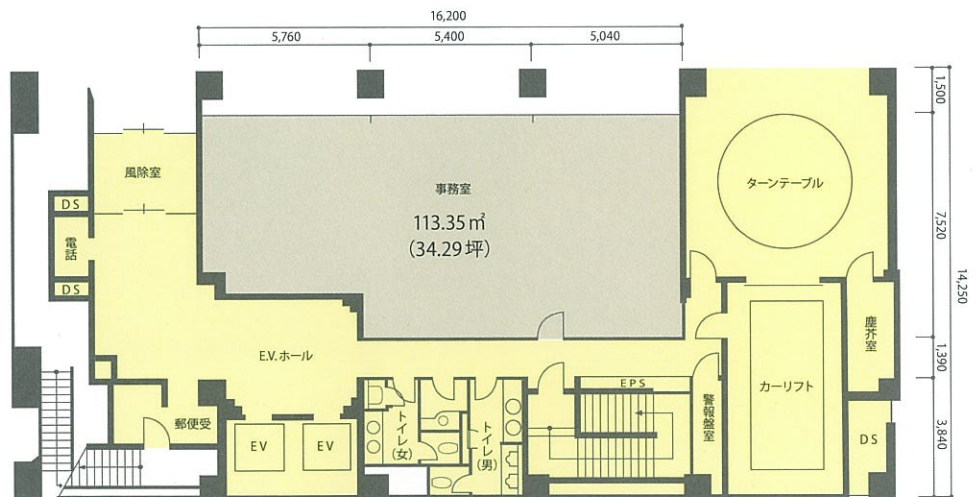 16,200
5,760
5,400
5,040
1,500
7,520
14,250
1,390
3,840
風除室
事務室
113.35㎡
(34.29坪)
ターンテーブル
DS
電話
DS
E.V.ホール
塵芥室
カーリフト
EPS
警報盤室
トイレ(女)
トイレ(男)
郵便受
EV
EV
DS